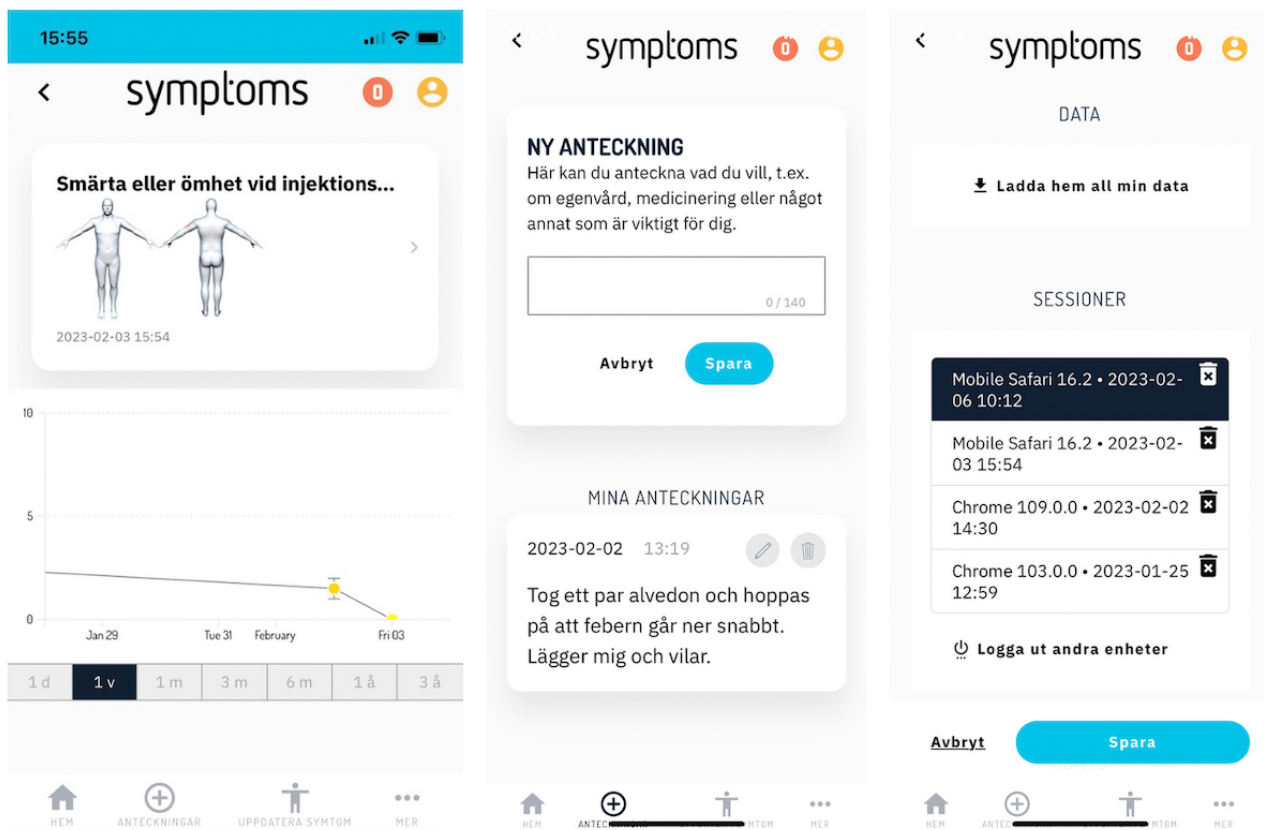 15:55
symptoms
0
Smärta eller ömhet vid injektions...
2023-02-03 15:54
10
5
0
Jan 29
Tue 31
February
Fri 03
1 d
1 v
1 m
3 m
6 m
1 å
3 å
HEM
ANTECKNINGAR
UPPDATERA SYMTOM
MER
symptoms
0
NY ANTECKNING
Här kan du anteckna vad du vill, t.ex.
om egenvård, medicinering eller något
annat som är viktigt för dig.
0 / 140
Avbryt
Spara
MINA ANTECKNINGAR
2023-02-02 13:19
Tog ett par alvedon och hoppas
på att febern går ner snabbt.
Lägger mig och vilar.
HEM
MER
symptoms
0
DATA
Ladda hem all min data
SESSIONER
Mobile Safari 16.2 • 2023-02-
06 10:12
Mobile Safari 16.2 • 2023-02-
03 15:54
Chrome 109.0.0 • 2023-02-02
14:30
Chrome 103.0.0 • 2023-01-25
12:59
Logga ut andra enheter
Avbryt
Spara
HEM
MER